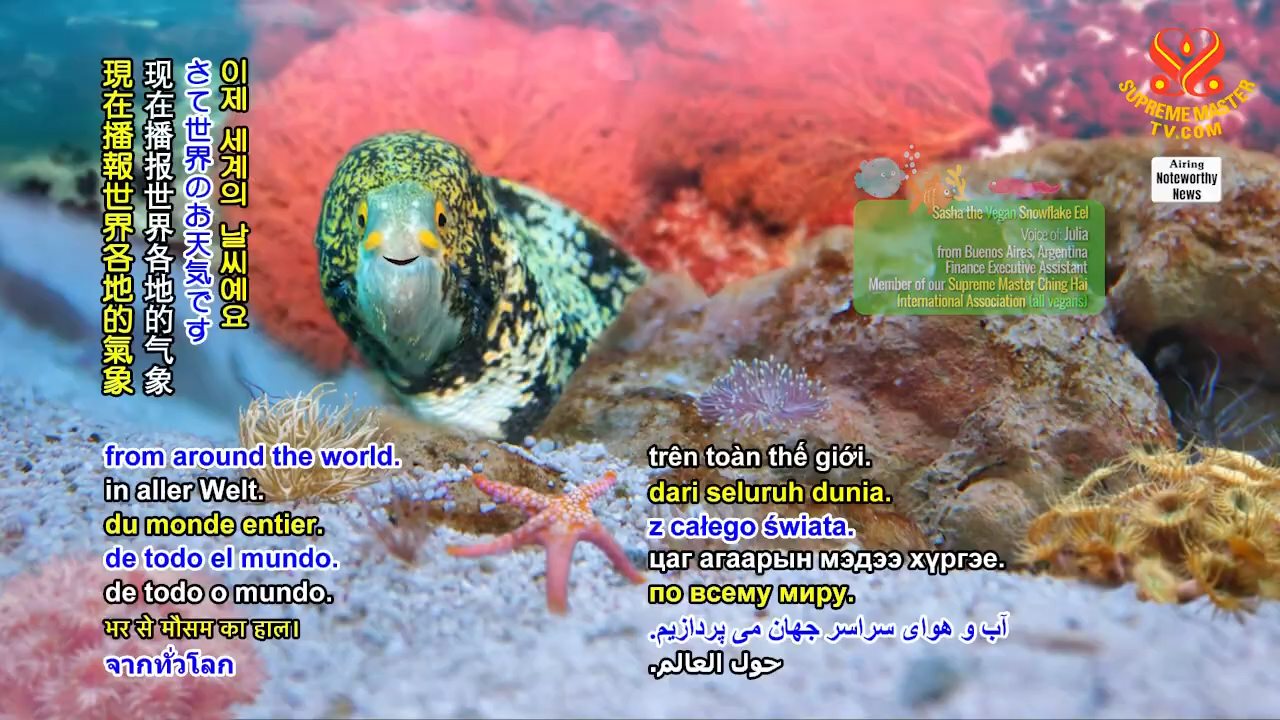 現在播報世界各地的氣象
现在播报世界各地的气象
さて世界のお天気です
이제 세계의 날씨예요
SUPREME MASTER
TV.COM
Airing
Noteworthy
News
Sasha the Vegan Snowflake Eel
Voice of: Julia
from Buenos Aires, Argentina
Finance Executive Assistant
Member of our Supreme Master Ching Hai
International Association (all vegans)
from around the world.
in aller Welt.
du monde entier.
de todo el mundo.
de todo o mundo.
भर से मौसम का हाल।
จากทั่วโลก
trên toàn thế giới.
dari seluruh dunia.
z całego świata.
цаг агаарын мэдээ хүргэе.
по всему миру.
آب و هوای سراسر جهان می پردازیم.
حول العالم.